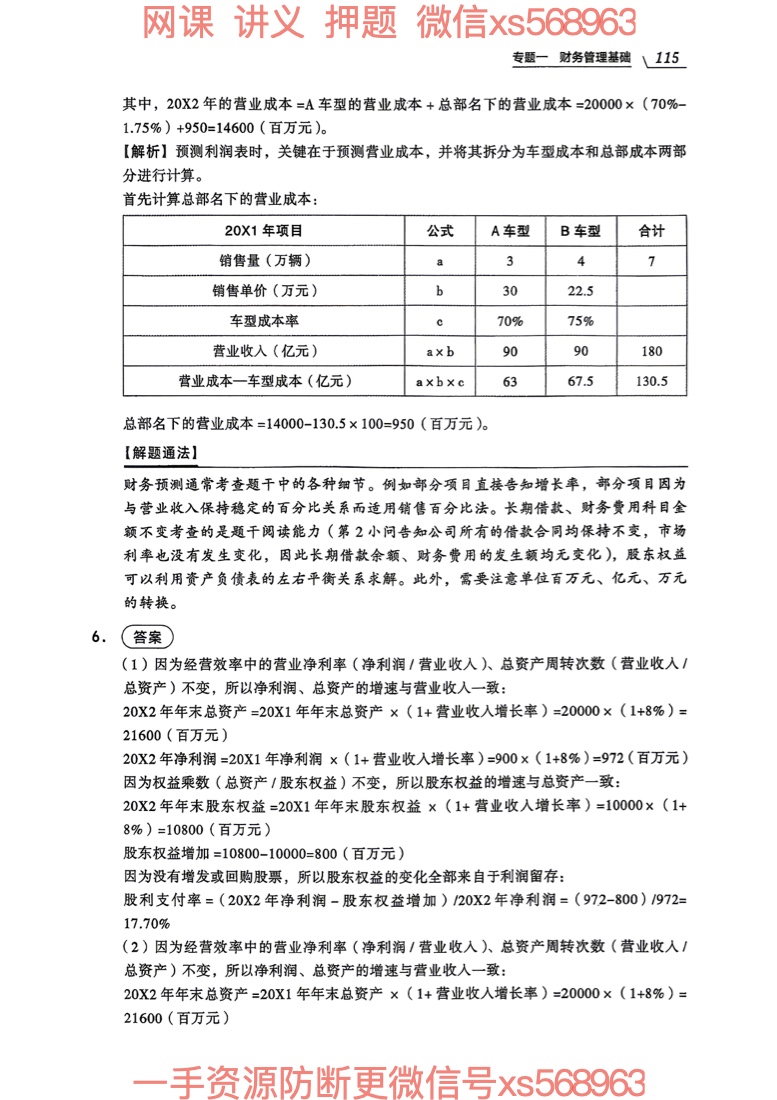 网课 讲义 押题 微信xs568963
专题一 财务管理基础 115
其中，20X2 年的营业成本 =A 车型的营业成本 + 总部名下的营业成本 =20000×（70%-
1.75%）+950=14600（百万元）。
【解析】预测利润表时，关键在于预测营业成本，并将其拆分为车型成本和总部成本两部
分进行计算。
首先计算总部名下的营业成本：
20X1 年项目 公式 A 车型 B 车型 合计
销售量（万辆） a 3 4 7
销售单价（万元） b 30 22.5
车型成本率 c 70% 75%
营业收入（亿元） a×b 90 90 180
营业成本—车型成本（亿元） a×b×c 63 67.5 130.5
总部名下的营业成本 =14000-130.5×100=950（百万元）。
【解题通法】
财务预测通常考查题干中的各种细节。例如部分项目直接告知增长率，部分项目因为
与营业收入保持稳定的百分比关系而适用销售百分比法。长期借款、财务费用科目金
额不变考查的是题干阅读能力（第 2 小问告知公司所有的借款合同均保持不变，市场
利率也没有发生变化，因此长期借款余额、财务费用的发生额均无变化），股东权益
可以利用资产负债表的左右平衡关系求解。此外，需要注意单位百万元、亿元、万元
的转换。
6. 答案
（1）因为经营效率中的营业净利率（净利润 / 营业收入）、总资产周转次数（营业收入 /
总资产）不变，所以净利润、总资产的增速与营业收入一致：
20X2 年年末总资产 =20X1 年年末总资产 ×（1+ 营业收入增长率）=20000×（1+8%）=
21600（百万元）
20X2 年净利润 =20X1 年净利润 ×（1+ 营业收入增长率）=900×（1+8%）=972（百万元）
因为权益乘数（总资产 / 股东权益）不变，所以股东权益的增速与总资产一致：
20X2 年年末股东权益 =20X1 年年末股东权益 ×（1+ 营业收入增长率）=10000×（1+
8%）=10800（百万元）
股东权益增加 =10800-10000=800（百万元）
因为没有增发或回购股票，所以股东权益的变化全部来自于利润留存：
股利支付率 =（20X2 年净利润 - 股东权益增加）/20X2 年净利润 =（972-800）/972=
17.70%
（2）因为经营效率中的营业净利率（净利润 / 营业收入）、总资产周转次数（营业收入 /
总资产）不变，所以净利润、总资产的增速与营业收入一致：
20X2 年年末总资产 =20X1 年年末总资产 ×（1+ 营业收入增长率）=20000×（1+8%）=
21600（百万元）
一手资源防断更微信号xs568963